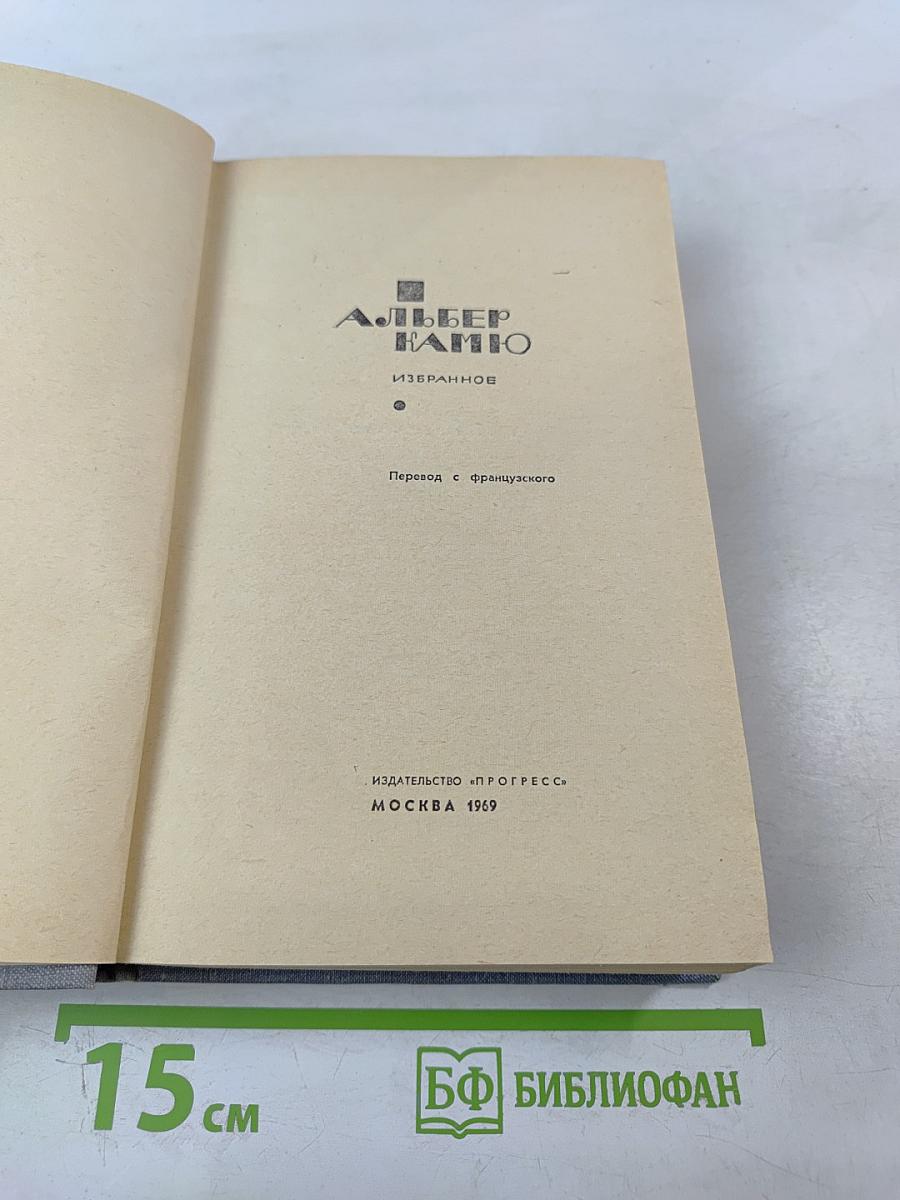 АЛЬБЕР
КАМЮ
ИЗБРАННОЕ
Перевод с французского
ИЗДАТЕЛЬСТВО «ПРОГРЕСС»
МОСКВА 1969
15 см
БФ БИБЛИОФАН